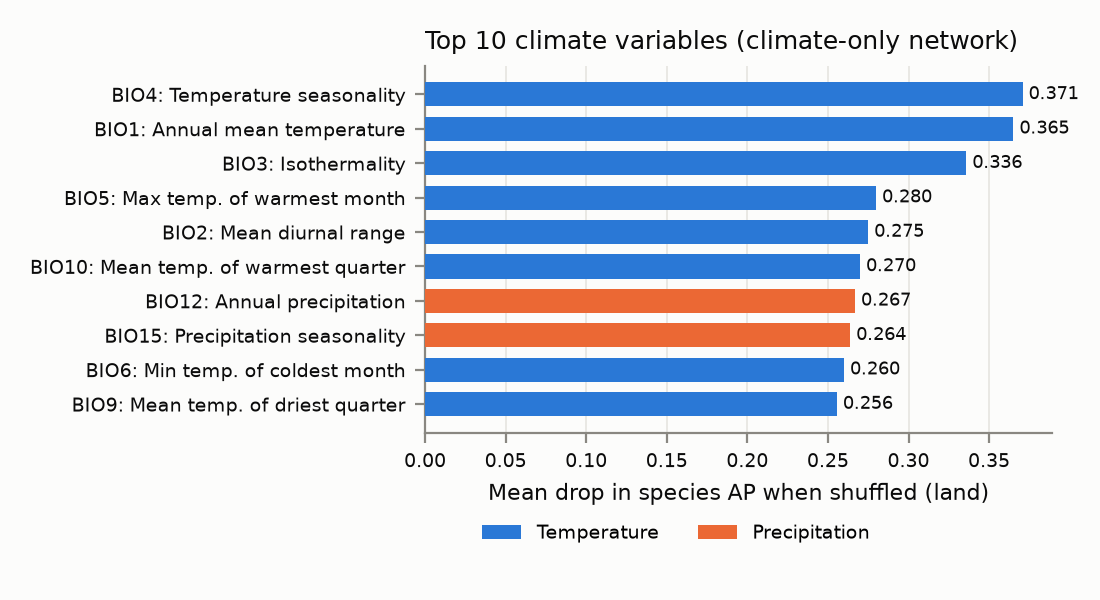 Top 10 climate variables (climate-only network)
BIO4: Temperature seasonality 0.371
BIO1: Annual mean temperature 0.365
BIO3: Isothermality 0.336
BIO5: Max temp. of warmest month 0.280
BIO2: Mean diurnal range 0.275
BIO10: Mean temp. of warmest quarter 0.270
BIO12: Annual precipitation 0.267
BIO15: Precipitation seasonality 0.264
BIO6: Min temp. of coldest month 0.260
BIO9: Mean temp. of driest quarter 0.256
0.00 0.05 0.10 0.15 0.20 0.25 0.30 0.35
Mean drop in species AP when shuffled (land)
Temperature Precipitation